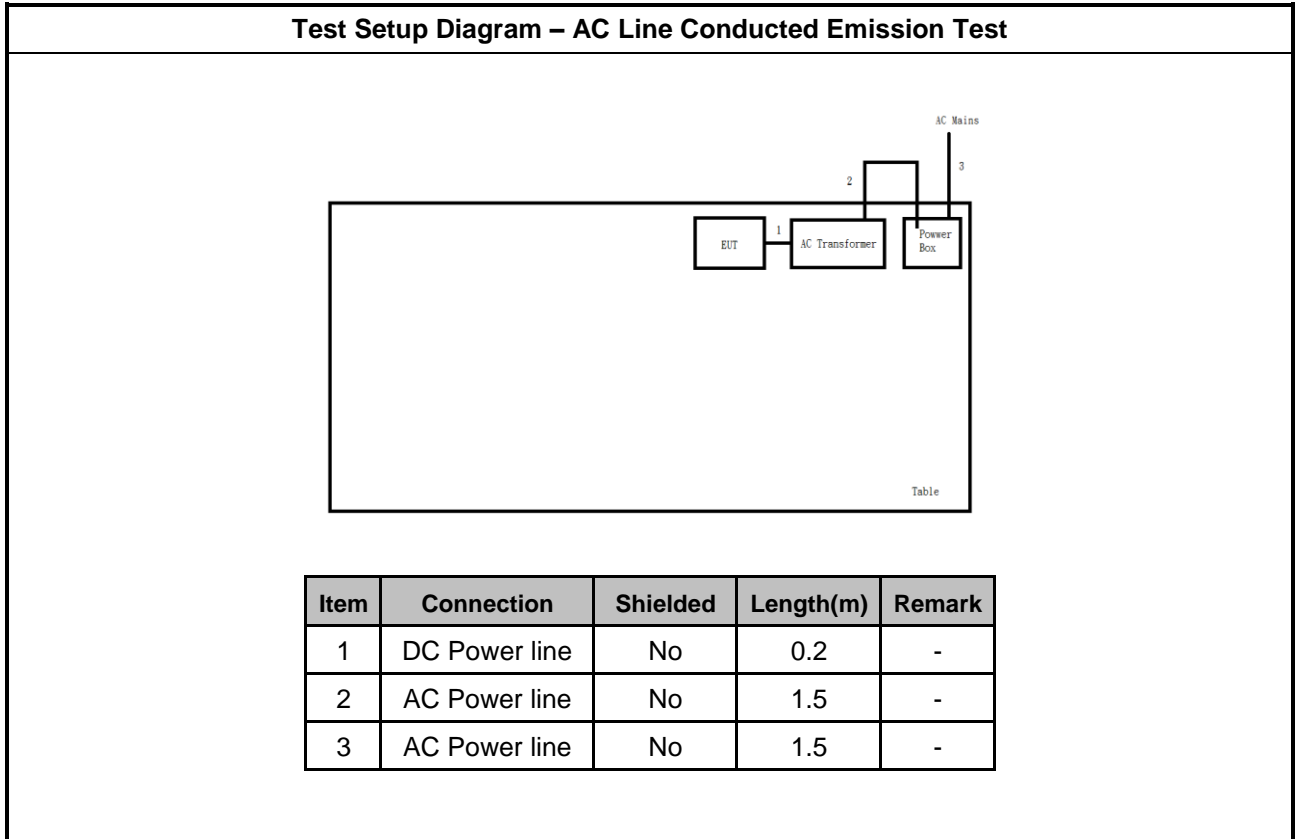 Test Setup Diagram – AC Line Conducted Emission Test
AC Mains
3
2
EUT
1
AC Transformer
Powwer
Box
Table
Item Connection Shielded Length(m) Remark
1 DC Power line No 0.2 -
2 AC Power line No 1.5 -
3 AC Power line No 1.5 -